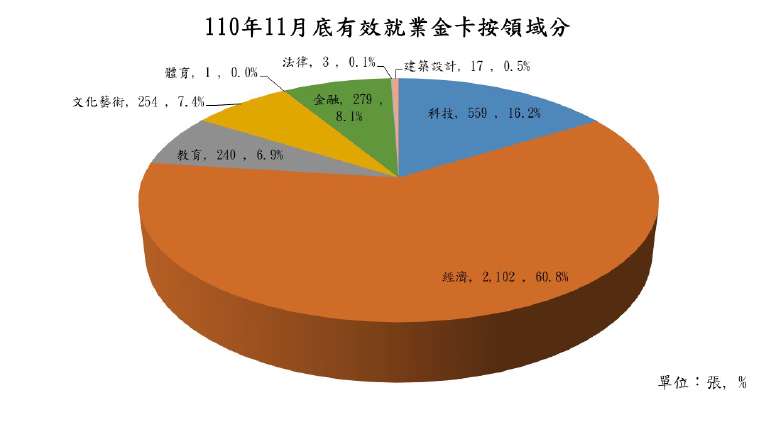 110年11月底有效就業金卡按領域分
法律, 3 , 0.1%
建築設計, 17 , 0.5%
體育, 1 , 0.0%
文化藝術, 254 , 7.4%
金融, 279 ,
8.1%
科技, 559 , 16.2%
教育, 240 , 6.9%
經濟, 2,102 , 60.8%
單位：張, %